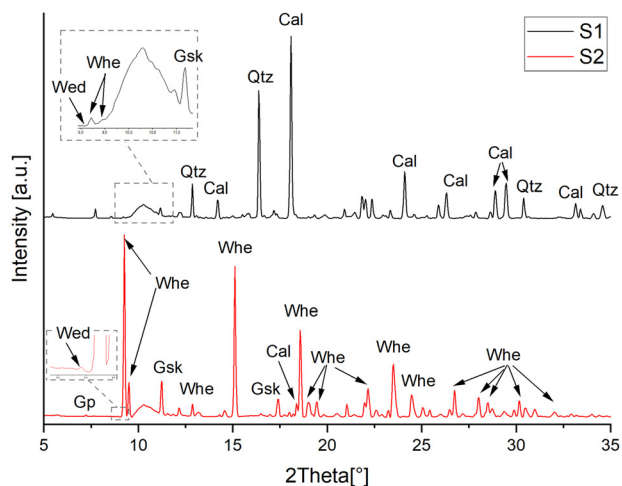 S1
S2
Cal
Whe
Gsk
Wed
Qtz
Qtz
Cal
Cal
Cal
Cal
Qtz
Cal
Qtz
Intensity [a.u.]
Whe
Whe
Whe
Wed
Whe
Whe
Gsk
Cal
Whe
Whe
Whe
Gp
Gsk
5
10
15
20
25
30
35
2Theta[°]